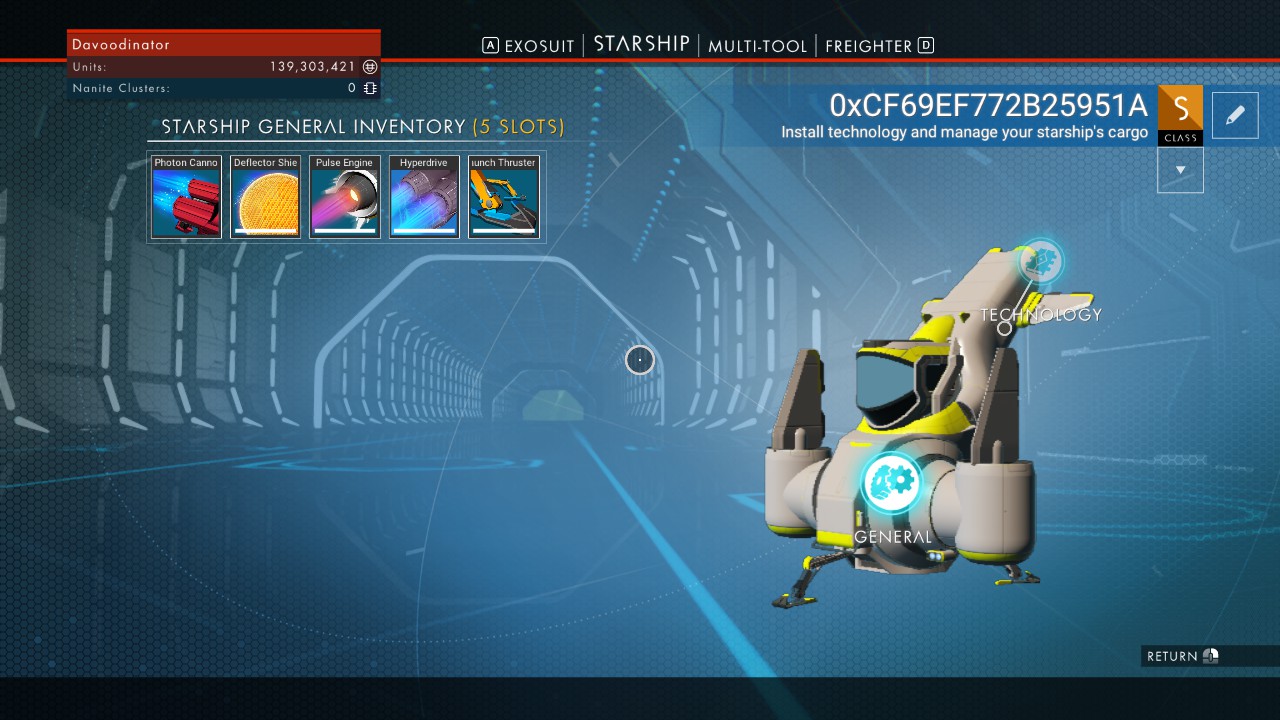 Davoodinator
Units: 139,303,421
Nanite Clusters: 0
A EXOSUIT STARSHIP MULTI-TOOL FREIGHTER D
0xCF69EF772B25951A
Install technology and manage your starship's cargo
S
CLASS
STARSHIP GENERAL INVENTORY (5 SLOTS)
Photon Canno Deflector Shie Pulse Engine Hyperdrive unch Thruster
TECHNOLOGY
GENERAL
RETURN